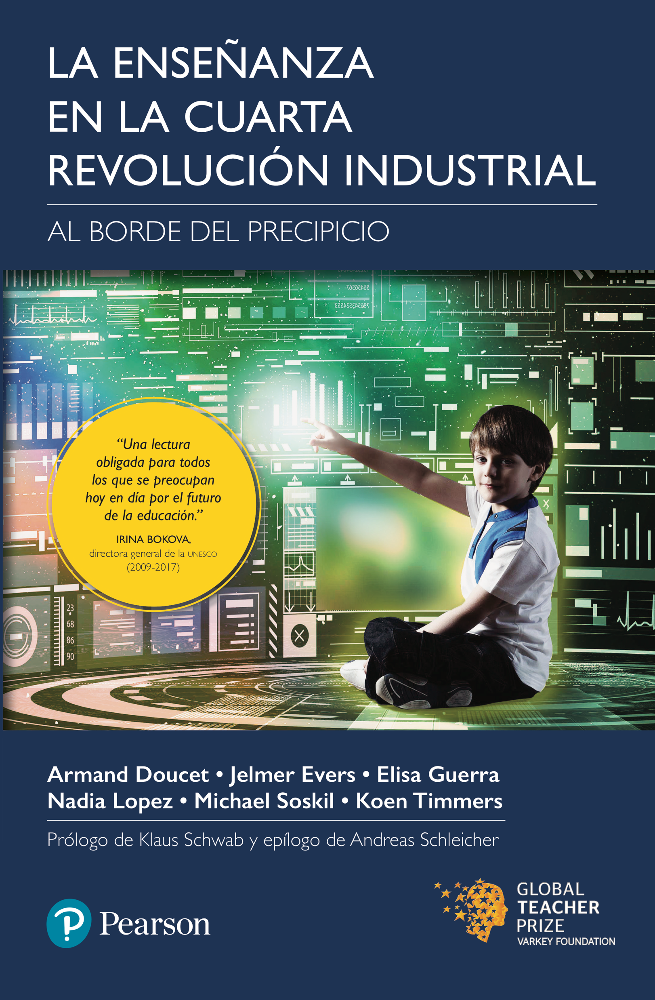 LA ENSEÑANZA
EN LA CUARTA
REVOLUCIÓN INDUSTRIAL
AL BORDE DEL PRECIPICIO
“Una lectura
obligada para todos
los que se preocupan
hoy en día por el futuro
de la educación.”
IRINA BOKOVA,
directora general de la UNESCO
(2009-2017)
23
68
86
90
Armand Doucet • Jelmer Evers • Elisa Guerra
Nadia Lopez • Michael Soskil • Koen Timmers
Prólogo de Klaus Schwab y epílogo de Andreas Schleicher
Pearson
GLOBAL
TEACHER
PRIZE
VARKEY FOUNDATION